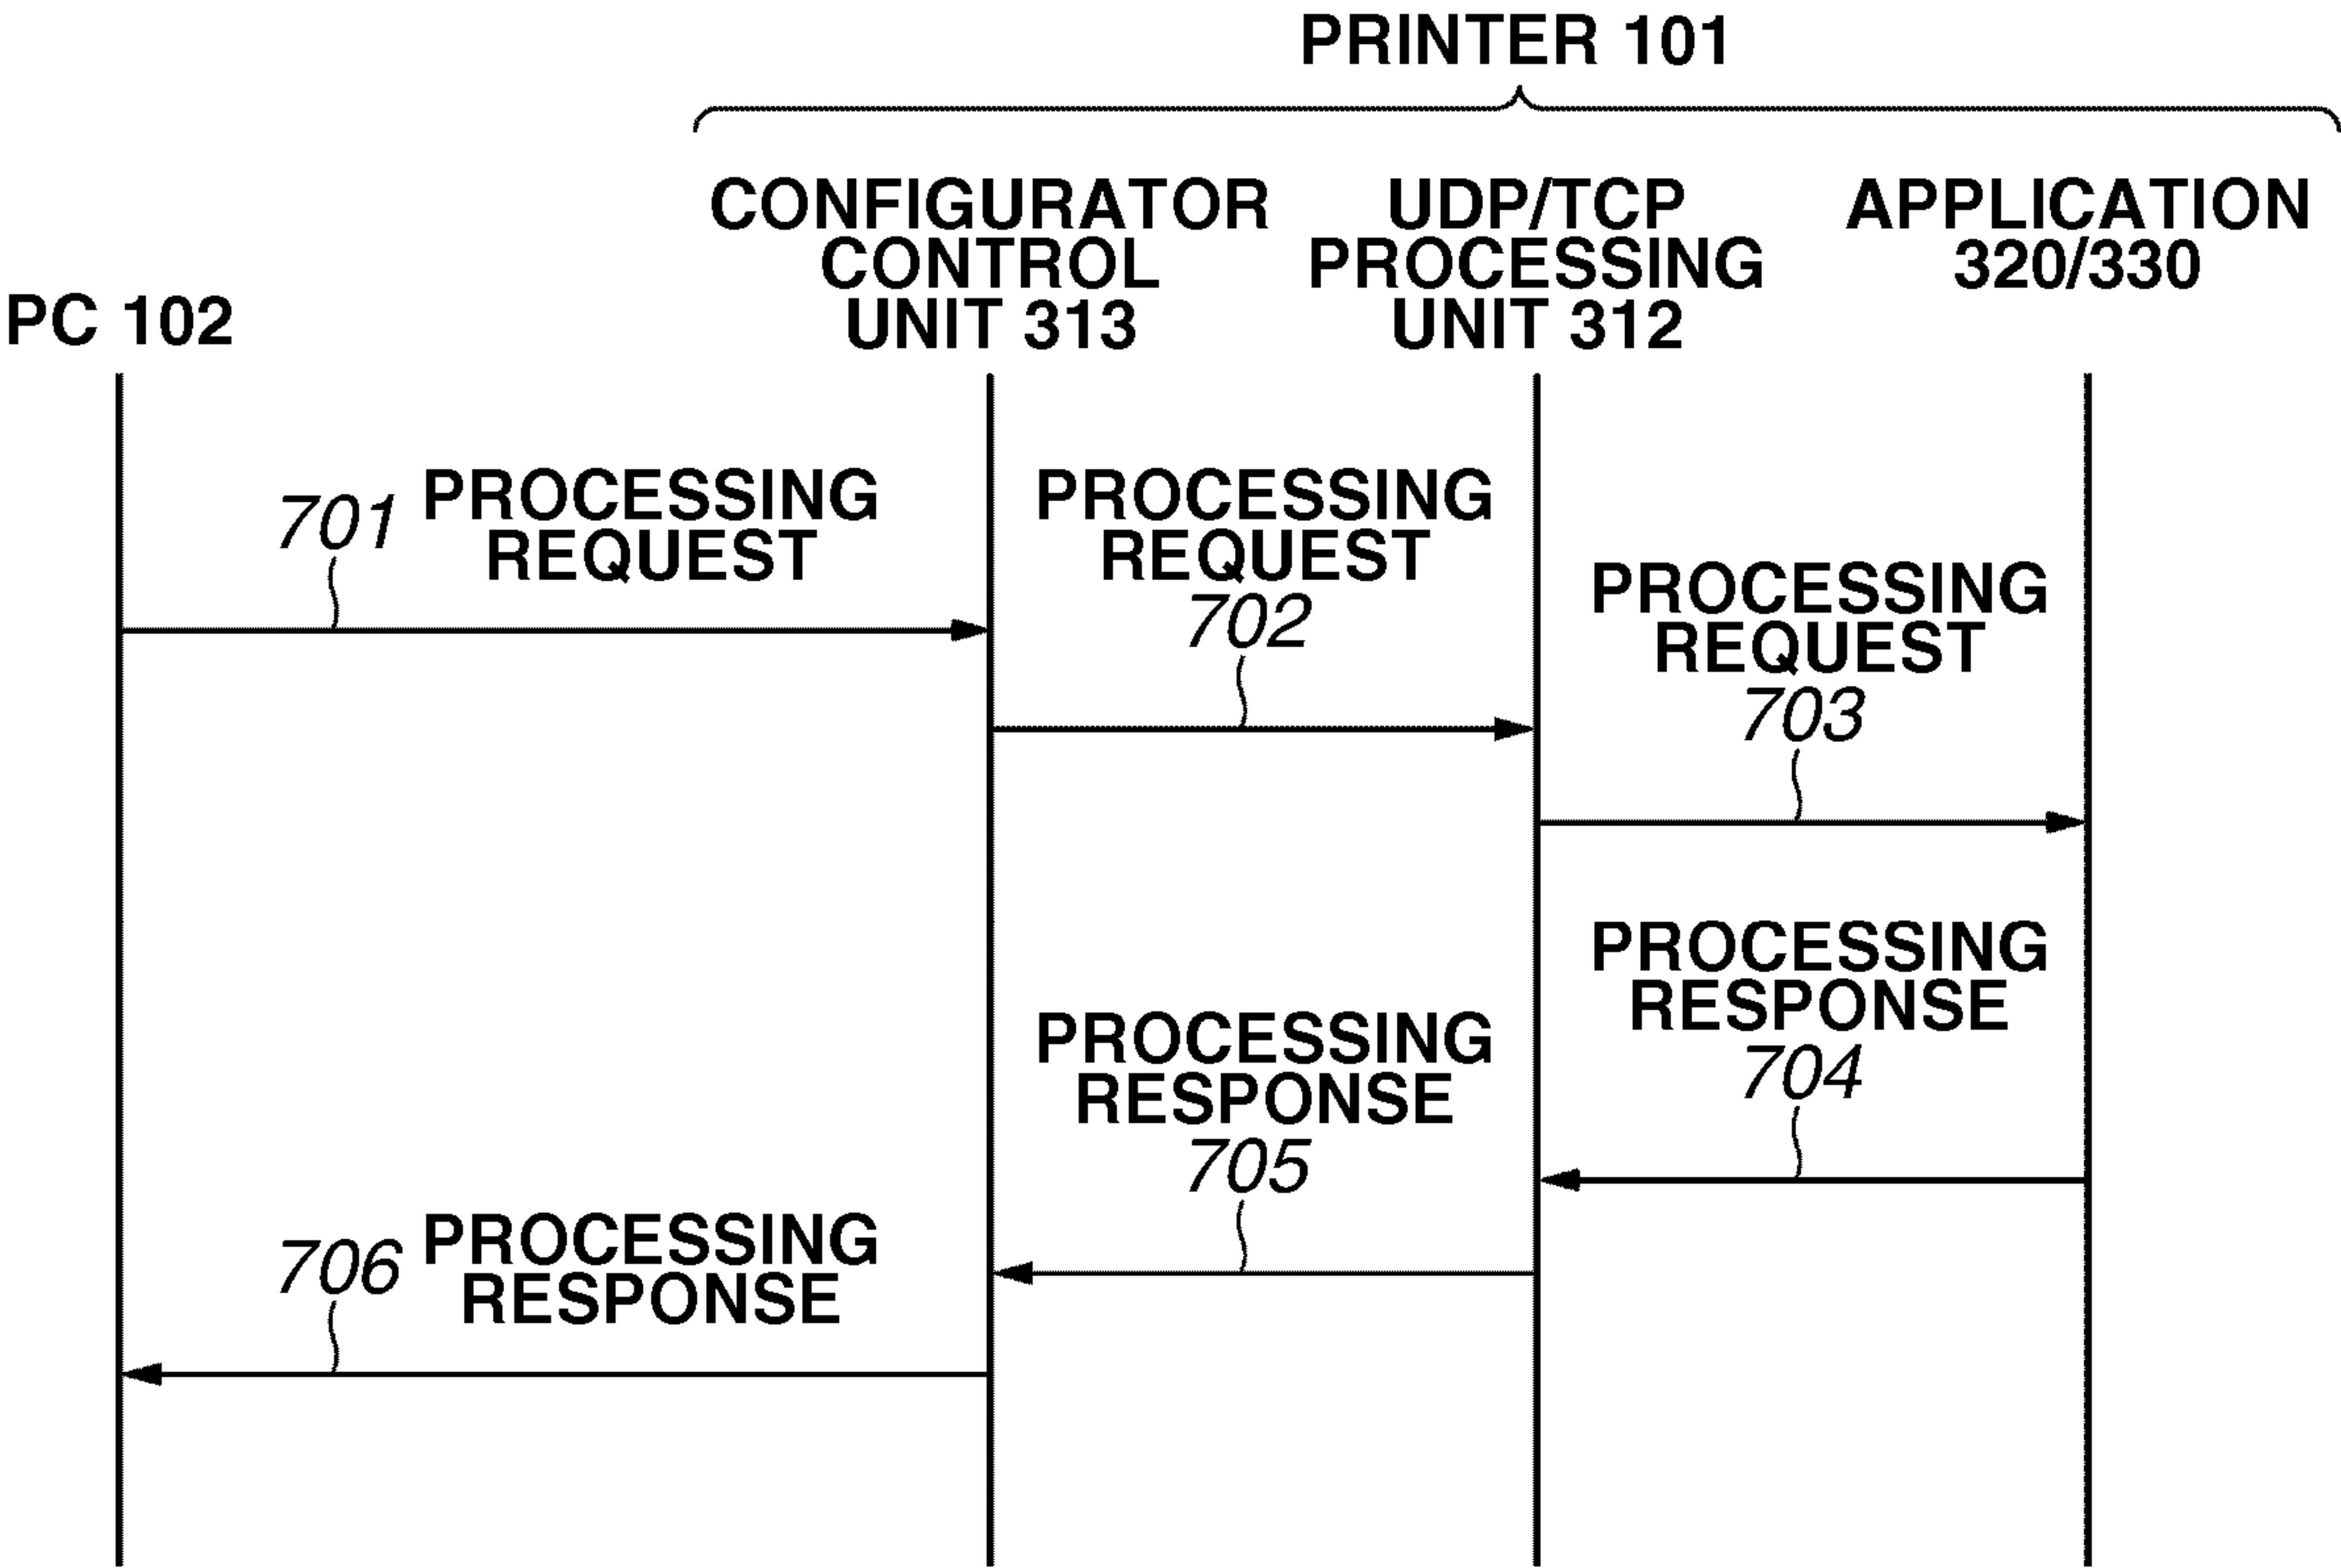 PRINTER 101
PC 102
CONFIGURATOR
CONTROL
UNIT 313
UDP/TCP
PROCESSING
UNIT 312
APPLICATION
320/330
701
PROCESSING
REQUEST
PROCESSING
REQUEST
702
PROCESSING
REQUEST
703
PROCESSING
RESPONSE
704
PROCESSING
RESPONSE
705
706
PROCESSING
RESPONSE